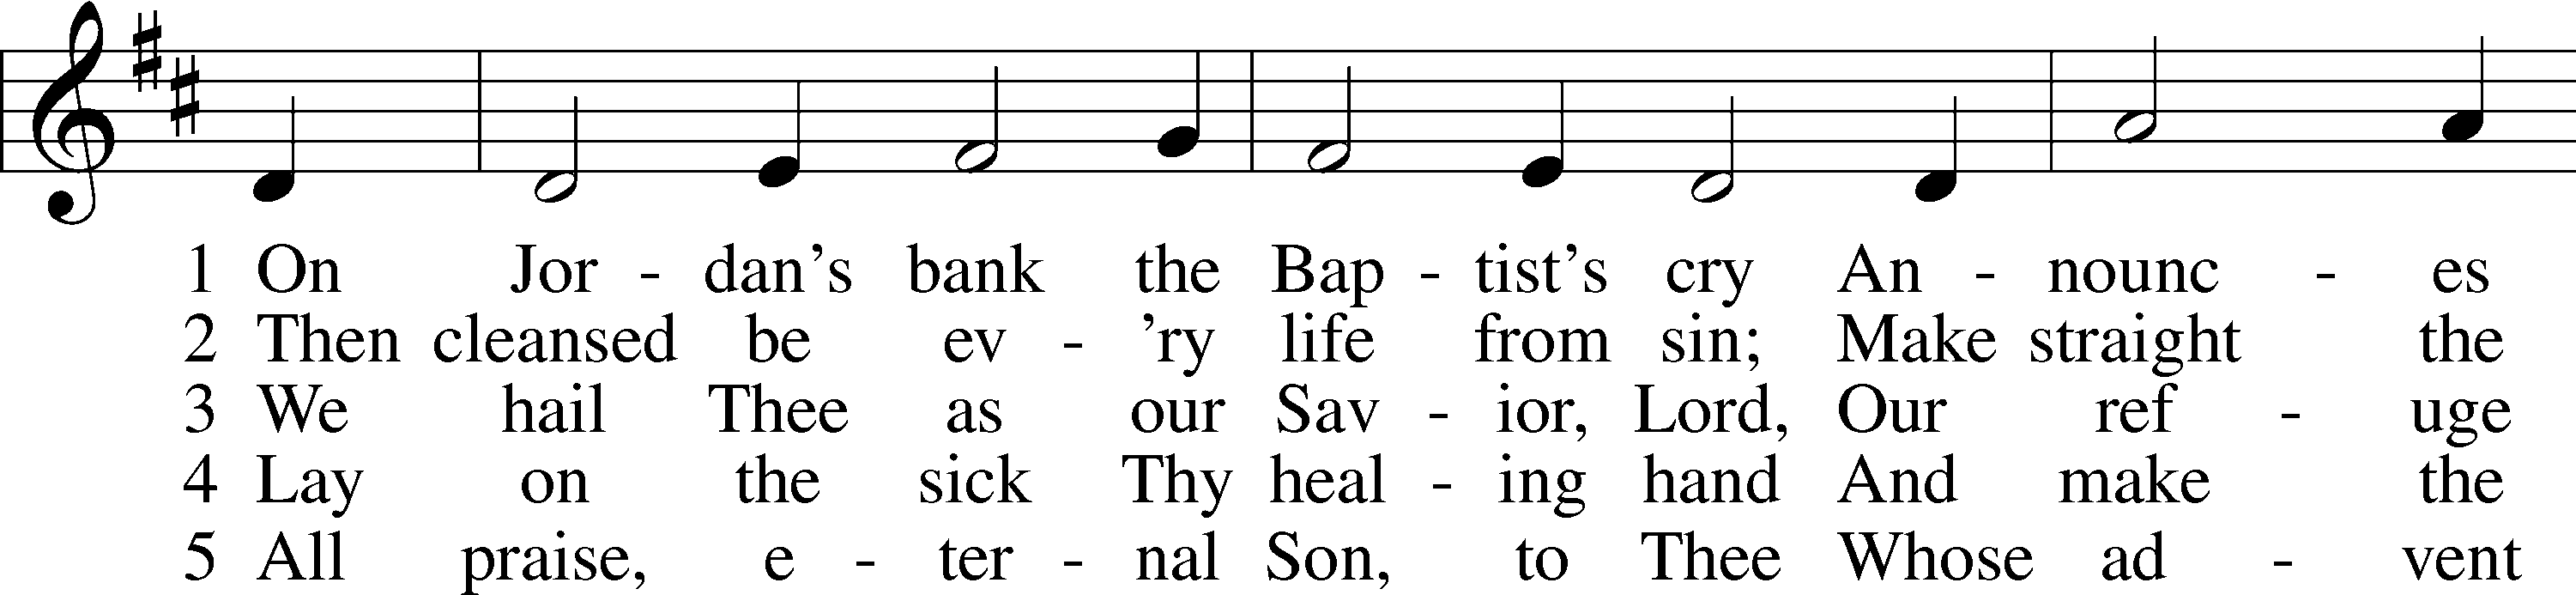 1 On Jor - dan's bank the Bap - tist's cry An - nounc - es
2 Then cleansed be ev - 'ry life from sin; Make straight the
3 We hail Thee as our Sav - ior, Lord, Our ref - uge
4 Lay on the sick Thy heal - ing hand And make the
5 All praise, e - ter - nal Son, to Thee Whose ad - vent